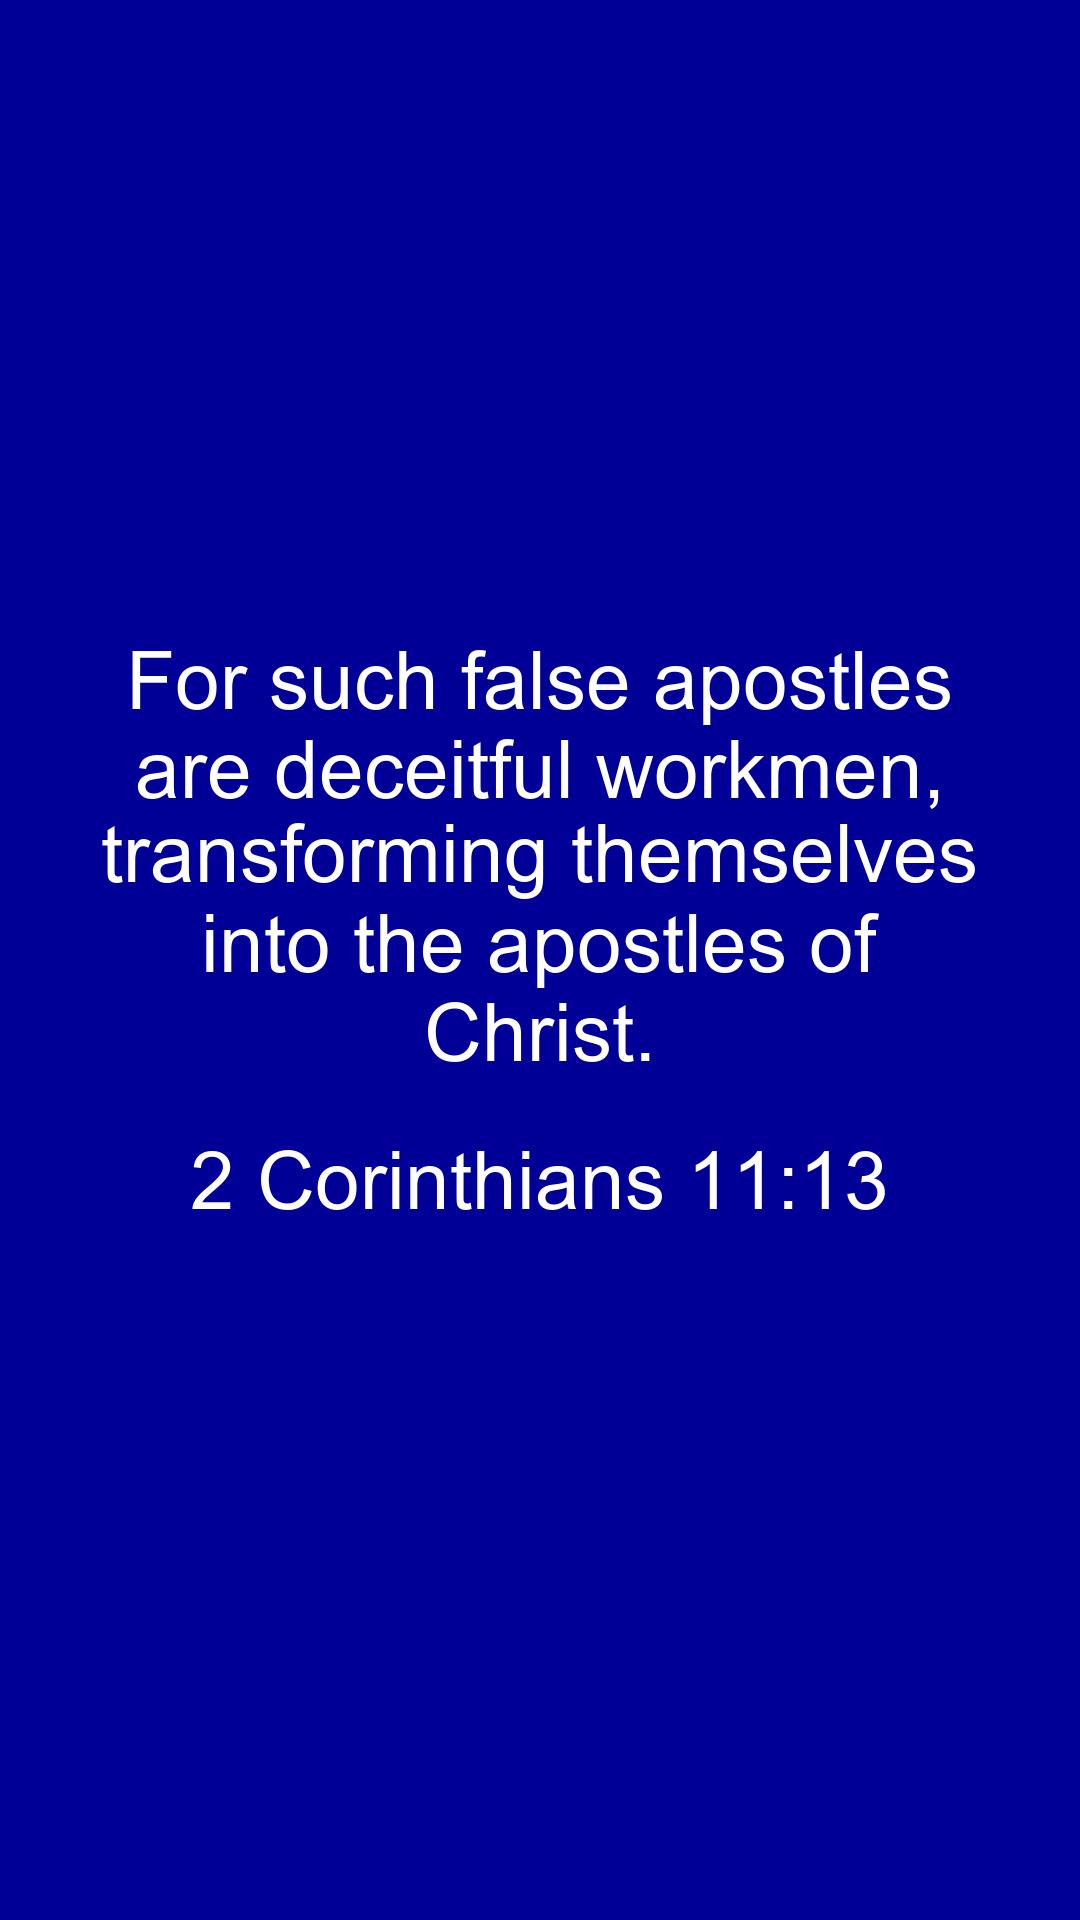 For such false apostles
are deceitful workmen,
transforming themselves
into the apostles of
Christ.
2 Corinthians 11:13